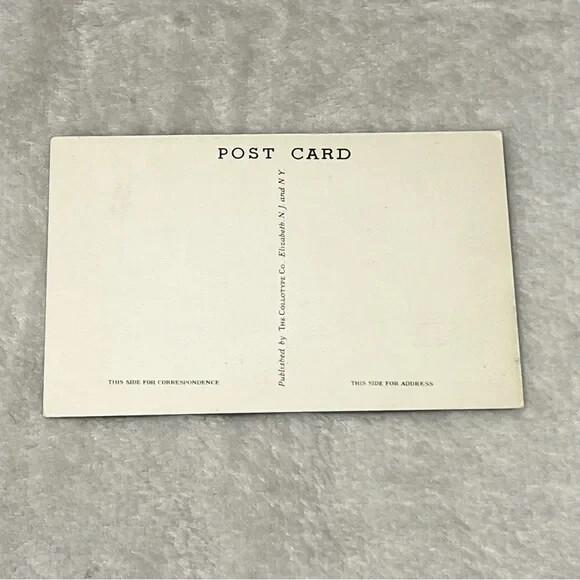 POST CARD
Published by THE COLLOTYPE CO. Elizabeth. N J. and N Y.
THIS SIDE FOR CORRESPONDENCE
THIS SIDE FOR ADDRESS